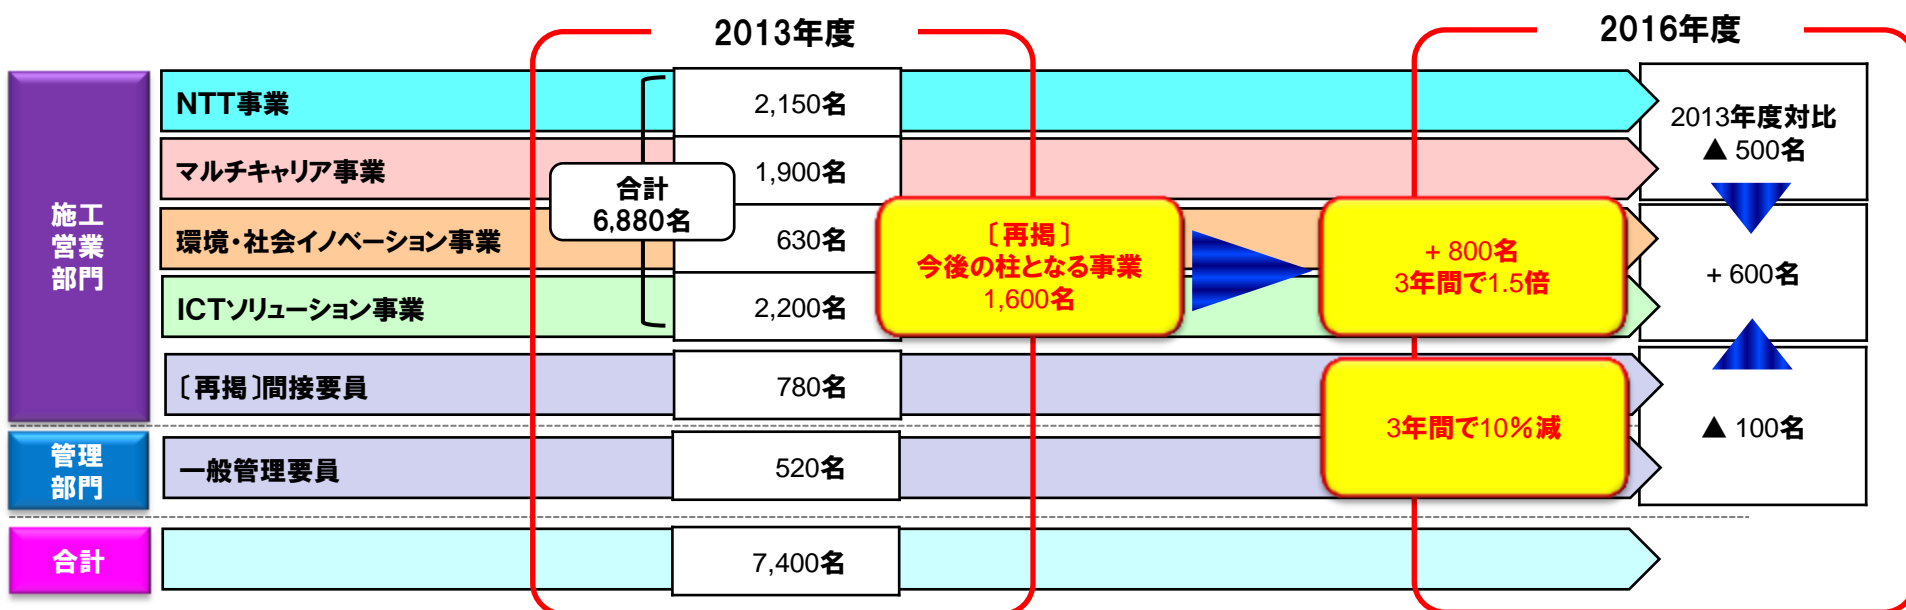 2013年度
2016年度
施工
営業
部門
NTT事業
2,150名
2013年度対比
▲ 500名
マルチキャリア事業
1,900名
合計
6,880名
環境・社会イノベーション事業
630名
〔再掲〕
今後の柱となる事業
1,600名
+ 800名
3年間で1.5倍
+ 600名
ICTソリューション事業
2,200名
〔再掲〕間接要員
780名
3年間で10%減
▲ 100名
管理
部門
一般管理要員
520名
合計
7,400名